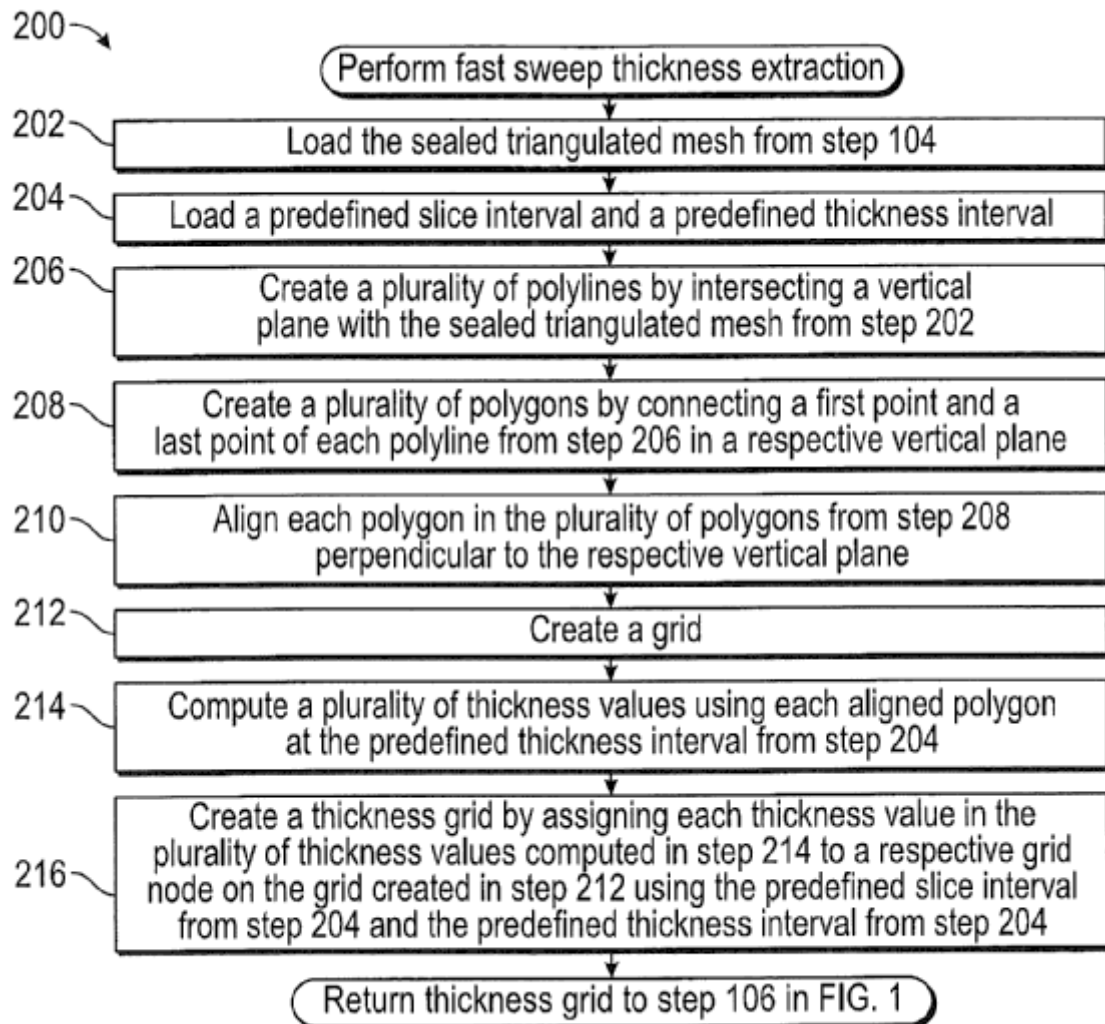 200
Perform fast sweep thickness extraction
202
Load the sealed triangulated mesh from step 104
204
Load a predefined slice interval and a predefined thickness interval
206
Create a plurality of polylines by intersecting a vertical
plane with the sealed triangulated mesh from step 202
208
Create a plurality of polygons by connecting a first point and a
last point of each polyline from step 206 in a respective vertical plane
210
Align each polygon in the plurality of polygons from step 208
perpendicular to the respective vertical plane
212
Create a grid
214
Compute a plurality of thickness values using each aligned polygon
at the predefined thickness interval from step 204
216
Create a thickness grid by assigning each thickness value in the
plurality of thickness values computed in step 214 to a respective grid
node on the grid created in step 212 using the predefined slice interval
from step 204 and the predefined thickness interval from step 204
Return thickness grid to step 106 in FIG. 1